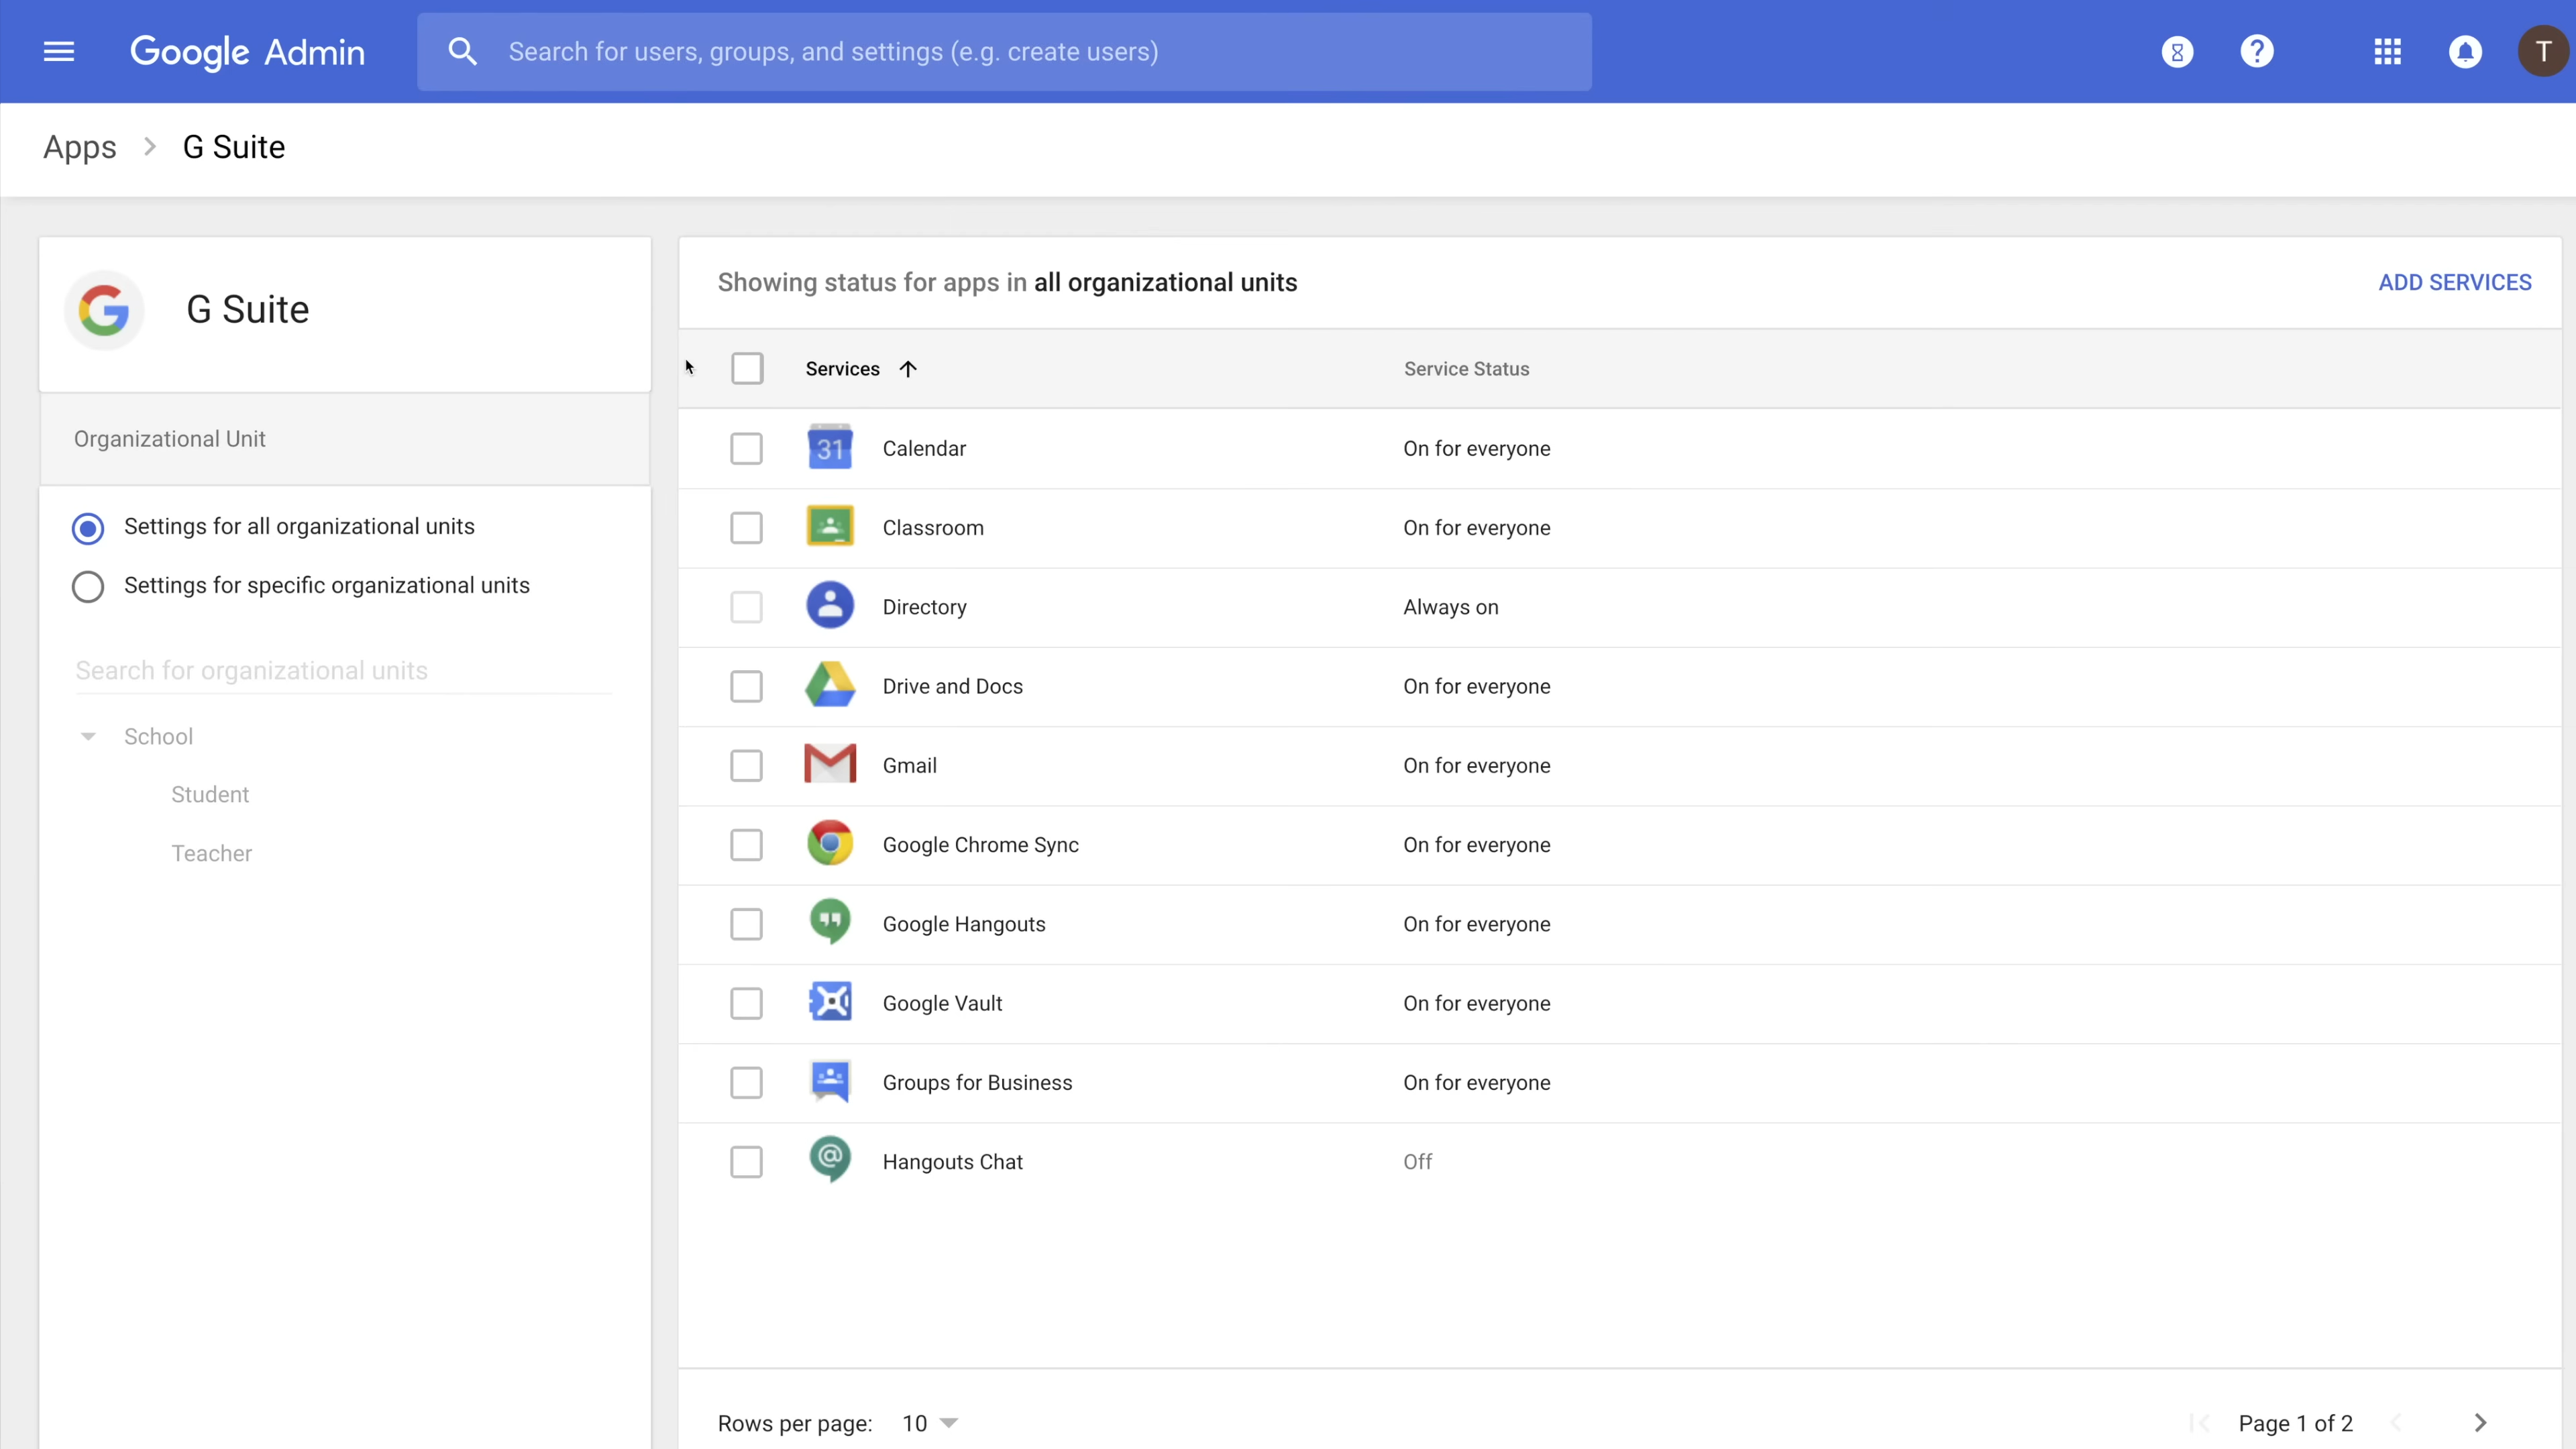 Google Admin
Search for users, groups, and settings (e.g. create users)
T
Apps > G Suite
G Suite
Organizational Unit
Settings for all organizational units
Settings for specific organizational units
Search for organizational units
School
Student
Teacher
Showing status for apps in all organizational units
ADD SERVICES
Services Service Status
31 Calendar On for everyone
Classroom On for everyone
Directory Always on
Drive and Docs On for everyone
Gmail On for everyone
Google Chrome Sync On for everyone
Google Hangouts On for everyone
Google Vault On for everyone
Groups for Business On for everyone
Hangouts Chat Off
Rows per page: 10
Page 1 of 2